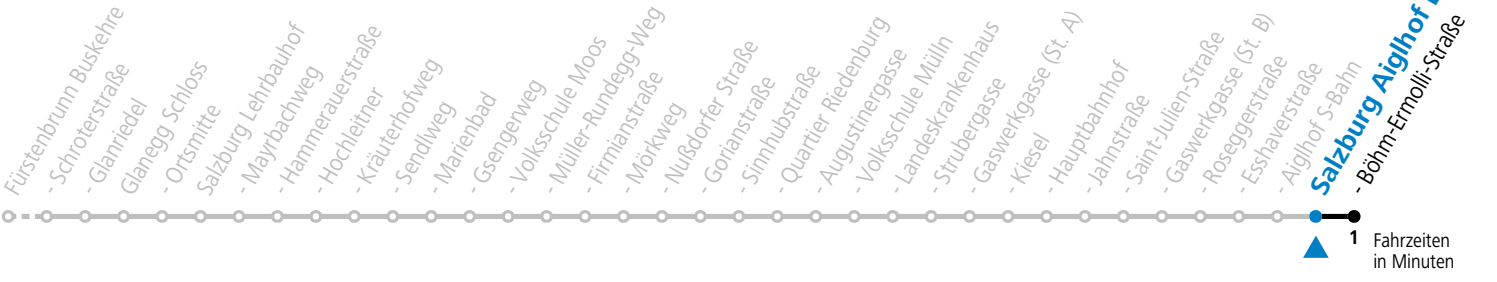 Fürstenbrunn Buskehre
- Schroterstraße
- Glanriedel
Glanegg Schloss
- Ortsmitte
Salzburg Lehrbauhof
- Mayrbachweg
- Hammerauerstraße
- Hochleitner
- Kräuterhofweg
- Sendlweg
- Marienbad
- Gsengerweg
- Volksschule Moos
- Müller-Rundegg-Weg
- Firmianstraße
- Mörkweg
- Nußdorfer Straße
- Gorianstraße
- Sinnhubstraße
- Quartier Riedenburg
- Augustinergasse
- Volksschule Mülln
- Landeskrankenhaus
- Strubergasse
- Gaswerkgasse (St. A)
- Kiesel
- Hauptbahnhof
- Jahnstraße
- Saint-Julien-Straße
- Gaswerkgasse (St. B)
- Roseggerstraße
- Esshaverstraße
- Aiglhof S-Bahn
Salzburg Aiglhof
- Böhm-Ermolli-Straße
1 Fahrzeiten
in Minuten